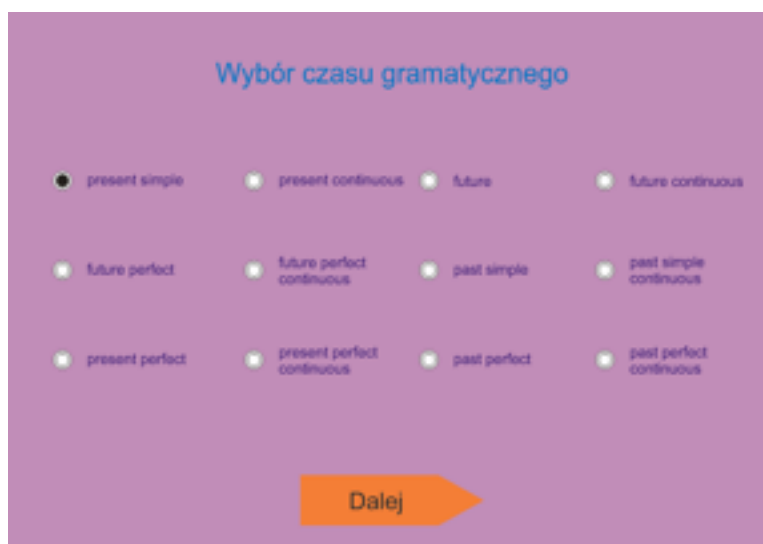 Wybór czasu gramatycznego
present simple
present continuous
future
future continuous
future perfect
future perfect
continuous
past simple
past simple
continuous
present perfect
present perfect
continuous
past perfect
past perfect
continuous
Dalej